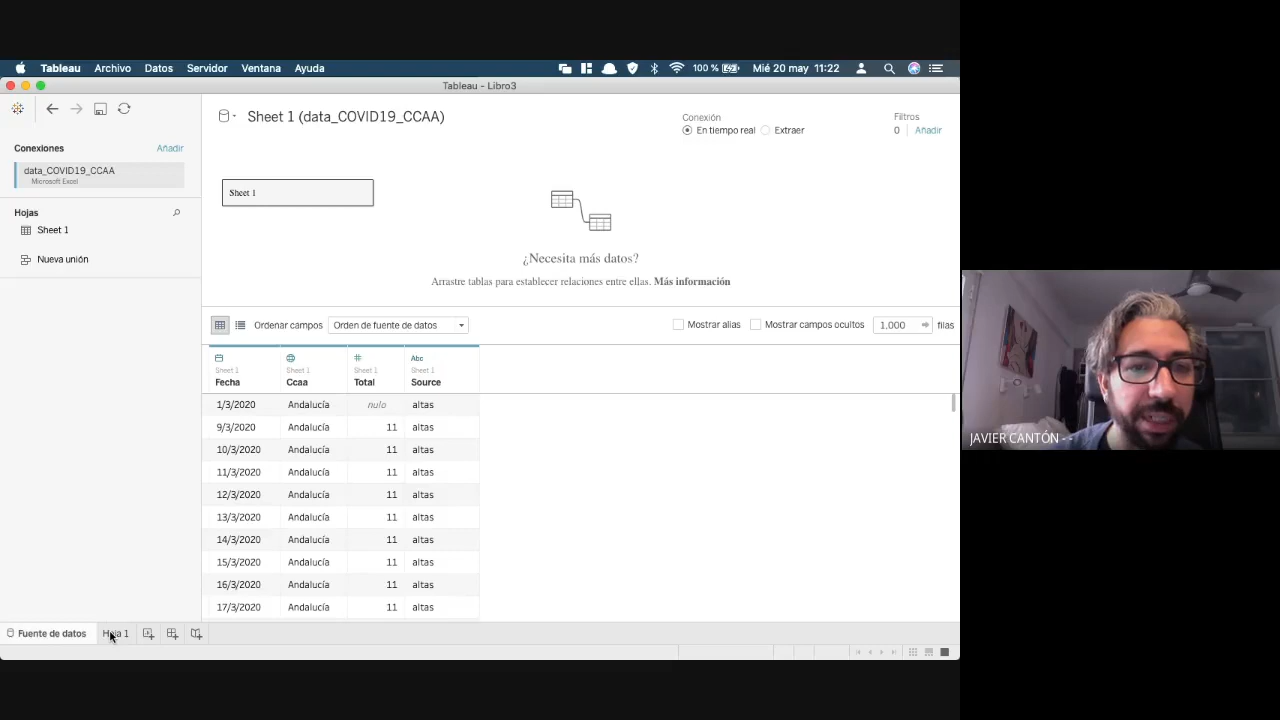 Tableau Archivo Datos Servidor Ventana Ayuda 100 % Mié 20 may 11:22
Tableau - Libro3
Conexiones Añadir
data_COVID19_CCAA
Microsoft Excel
Hojas
Sheet 1
Nueva unión
Sheet 1 (data_COVID19_CCAA)
Conexión
En tiempo real Extraer
Filtros
0 Añadir
Sheet 1
¿Necesita más datos?
Arrastre tablas para establecer relaciones entre ellas. Más información
Ordenar campos Orden de fuente de datos Mostrar alias Mostrar campos ocultos 1,000 filas
Abc
Sheet 1 Sheet 1 Sheet 1 Sheet 1
Fecha Ccaa Total Source
1/3/2020 Andalucía nulo altas
9/3/2020 Andalucía 11 altas
10/3/2020 Andalucía 11 altas
11/3/2020 Andalucía 11 altas
12/3/2020 Andalucía 11 altas
13/3/2020 Andalucía 11 altas
14/3/2020 Andalucía 11 altas
15/3/2020 Andalucía 11 altas
16/3/2020 Andalucía 11 altas
17/3/2020 Andalucía 11 altas
Fuente de datos Hoja 1
JAVIER CANTÓN - -